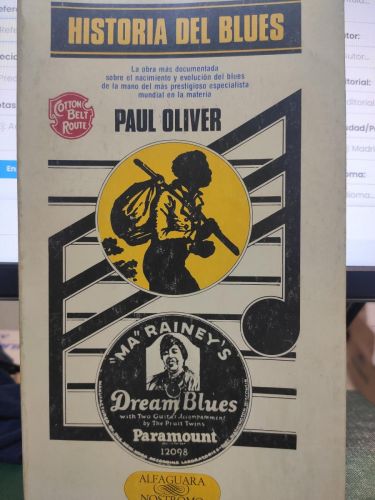 HISTORIA DEL BLUES
La obra más documentada
sobre el nacimiento y evolución del blues
de la mano del más prestigioso especialista
mundial en la materia
COTTON
BELT
ROUTE
PAUL OLIVER
"MA" RAINEY'S
Dream Blues
with Two Guitar Accompaniment
by The Pruit Twins
Paramount
12098
ALFAGUARA
NOSTROMO